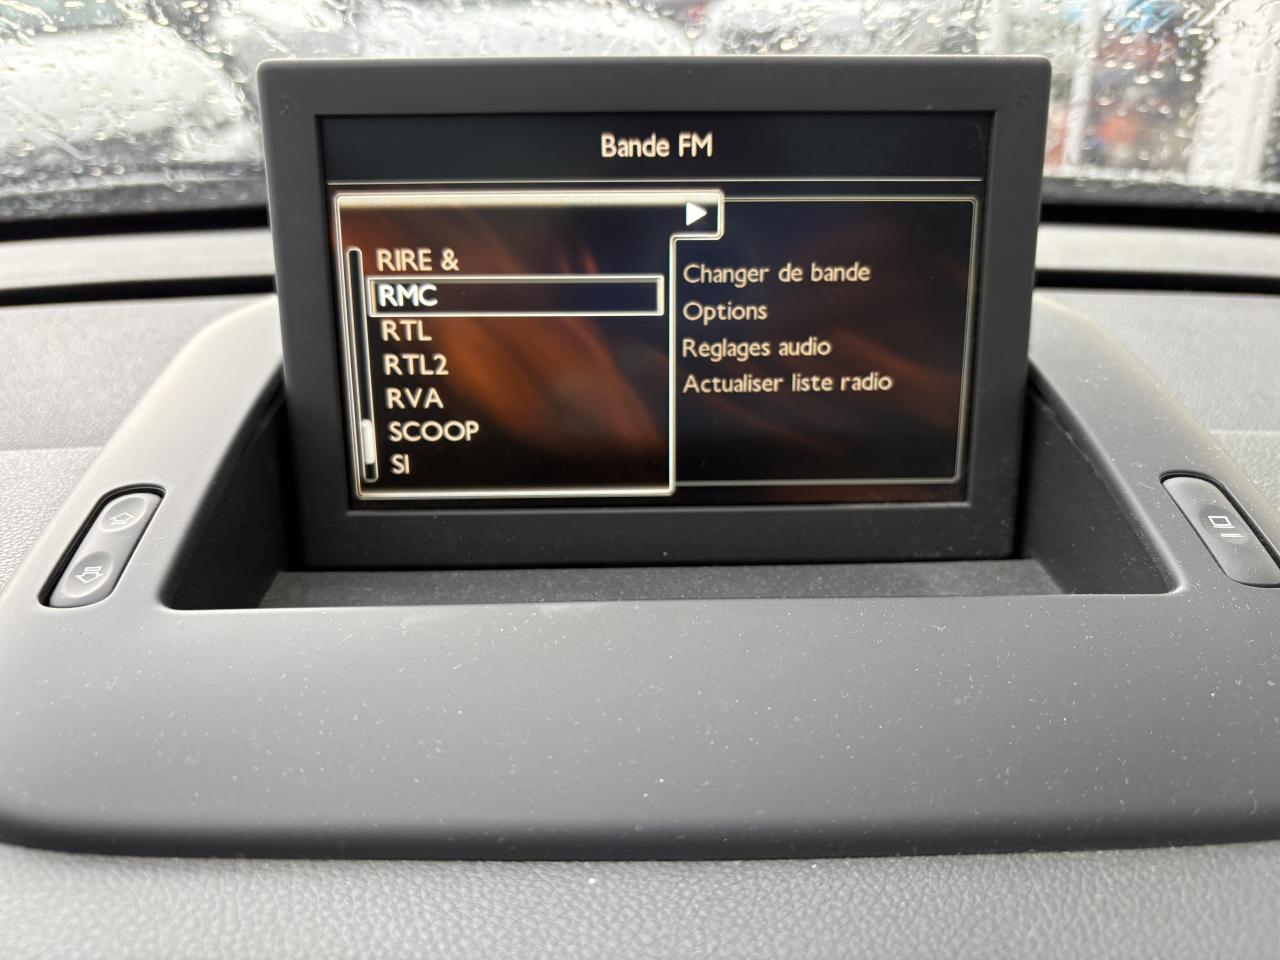 Bande FM
RIRE &
RMC
RTL
RTL2
RVA
SCOOP
SI
Changer de bande
Options
Reglages audio
Actualiser liste radio